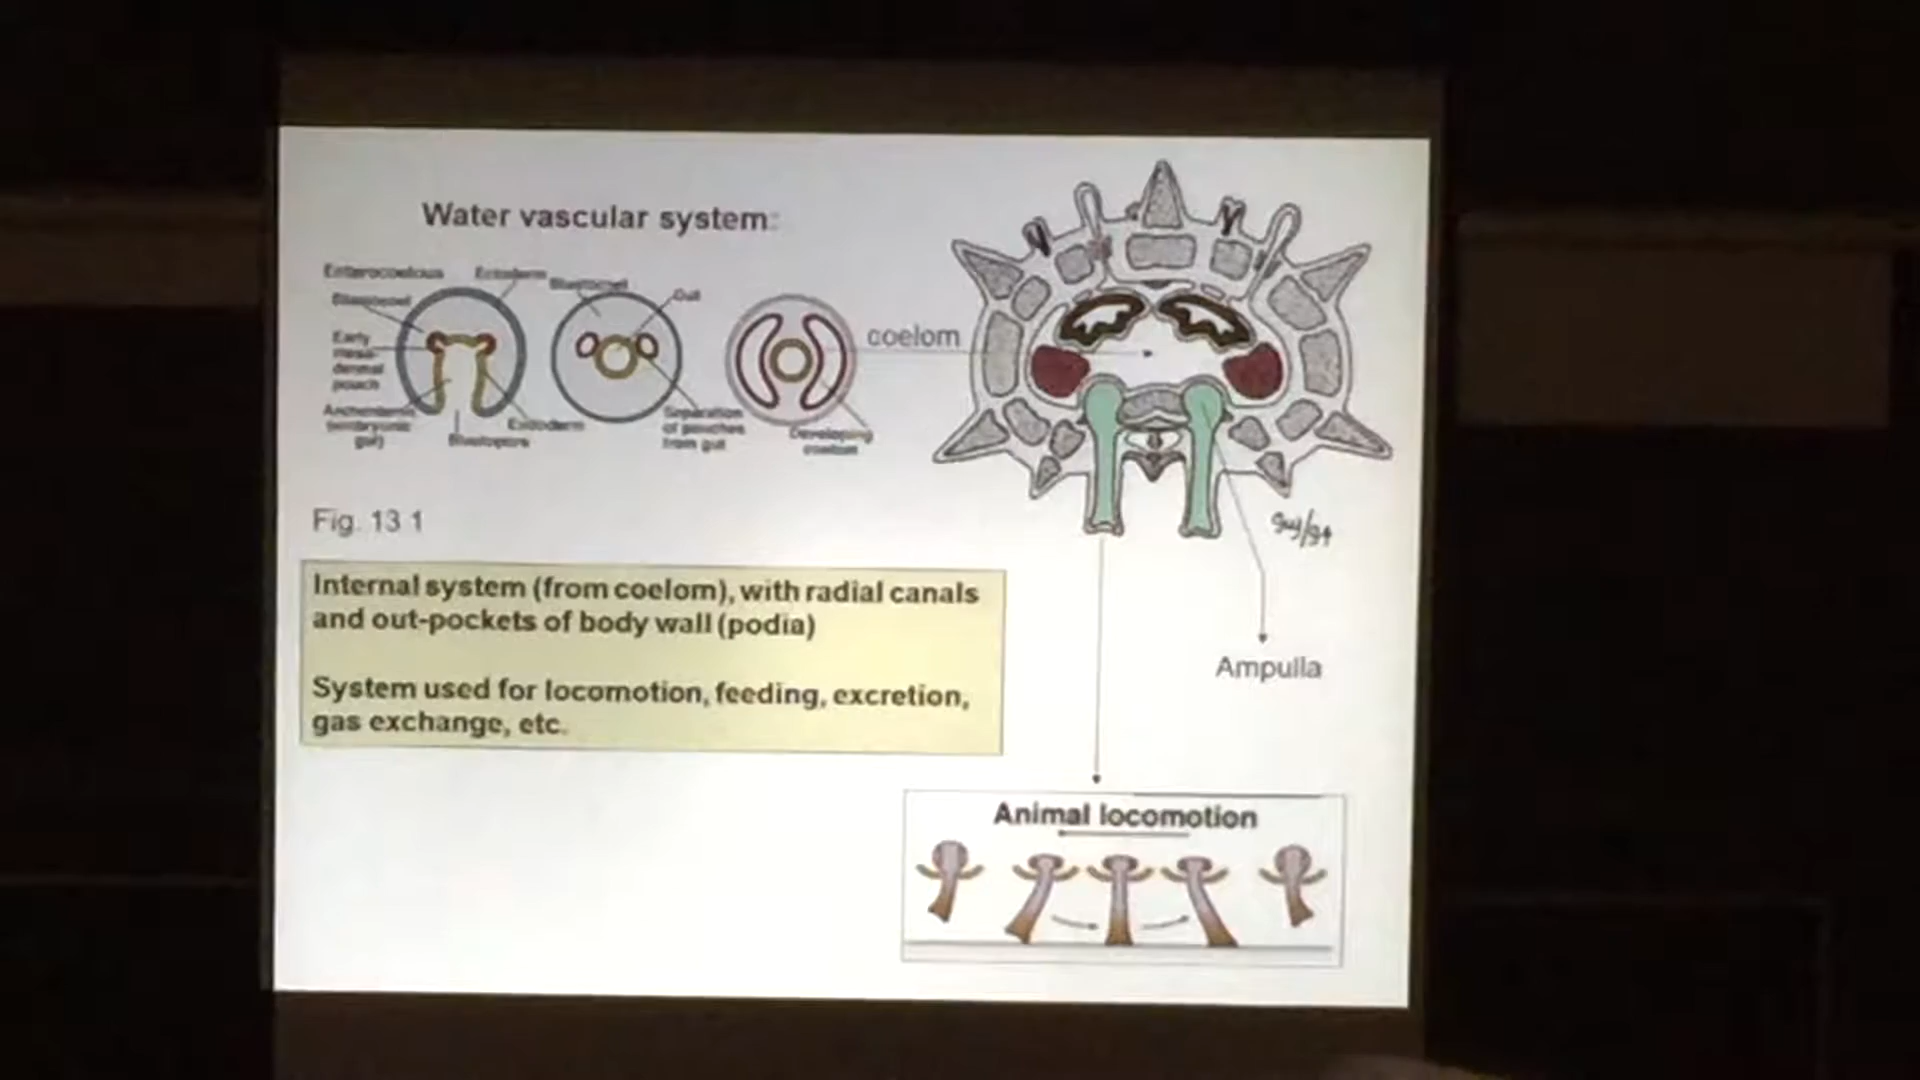 Water vascular system:
Enterocoelous
Ectoderm
Blastocoel
Gut
Blastocoel
Early
meso-
dermal
pouch
Archenteron
(embryonic
gut)
Blastopore
Endoderm
Separation
of pouches
from gut
Developing
coelom
coelom
Fig. 13 1
Internal system (from coelom), with radial canals
and out-pockets of body wall (podia)
System used for locomotion, feeding, excretion,
gas exchange, etc.
Ampulla
Animal locomotion